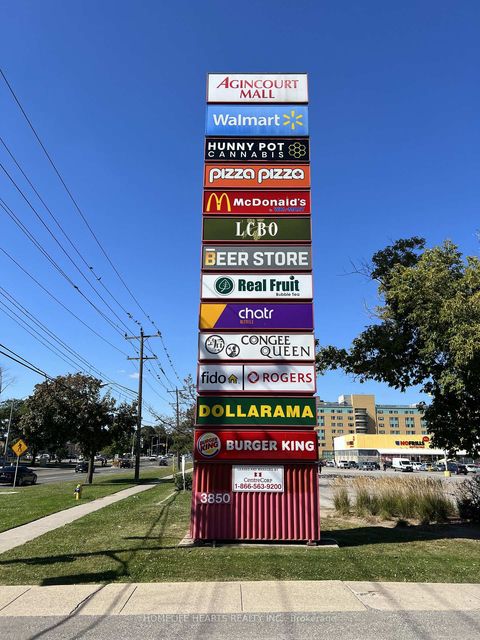 AGINCOURT
MALL
Walmart
HUNNY POT
CANNABIS
PIZZA PIZZA
McDonald's
LCBO
BEER STORE
Real Fruit
Bubble Tea
chatr
CONGEE
QUEEN
fido ROGERS
DOLLARAMA
BURGER KING
CENTRECORP
1-866-563-9200
3850
NOFRILLS
HOMELIFE HEARTS REALTY INC., Brokerage